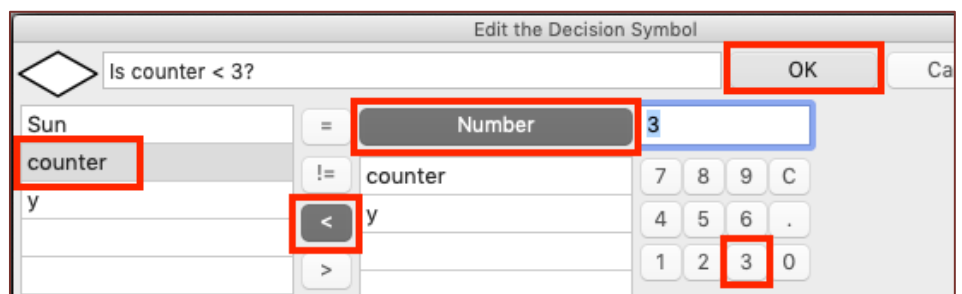 Edit the Decision Symbol
Is counter < 3?
OK
Ca
Sun
=
Number
3
counter
!=
counter
7 8 9 C
y
<
y
4 5 6 .
>
1 2 3 0